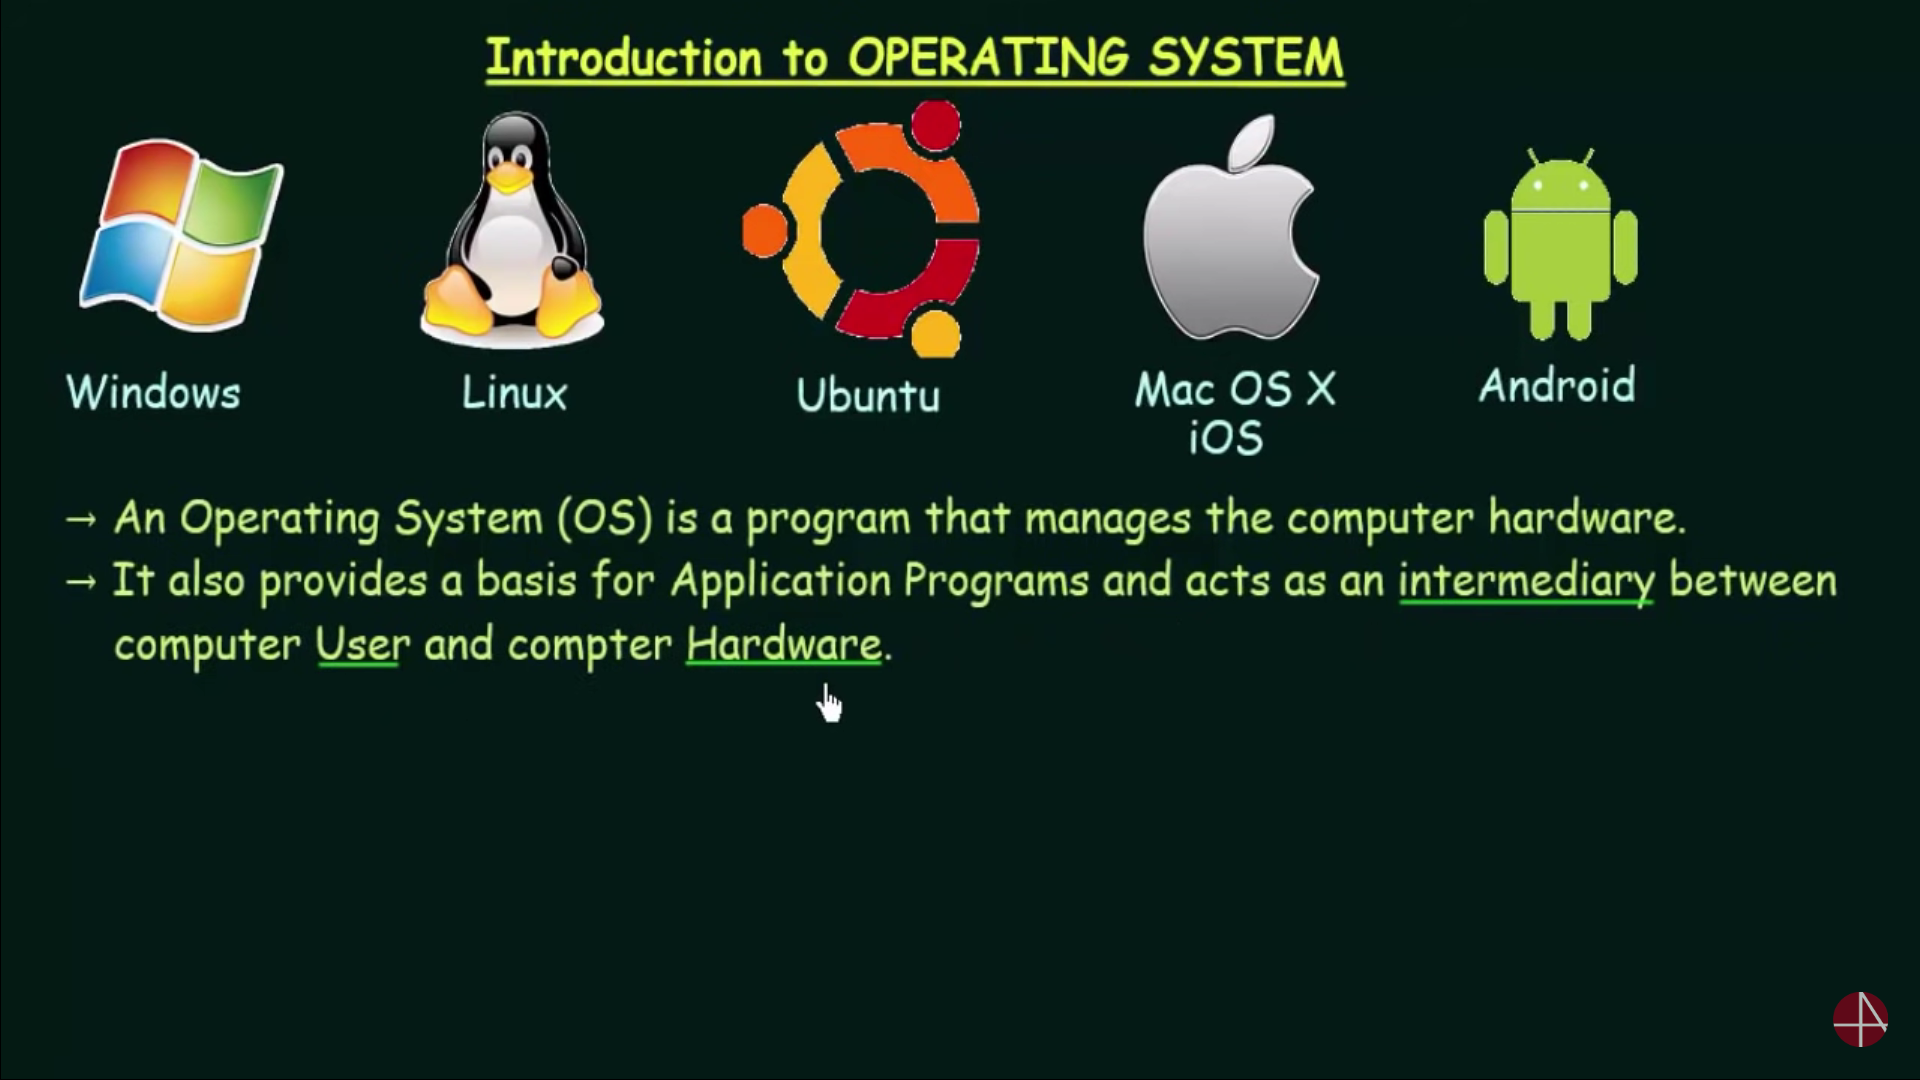 Introduction to OPERATING SYSTEM
Windows
Linux
Ubuntu
Mac OS X
iOS
Android
→ An Operating System (OS) is a program that manages the computer hardware.
→ It also provides a basis for Application Programs and acts as an intermediary between
computer User and compter Hardware.